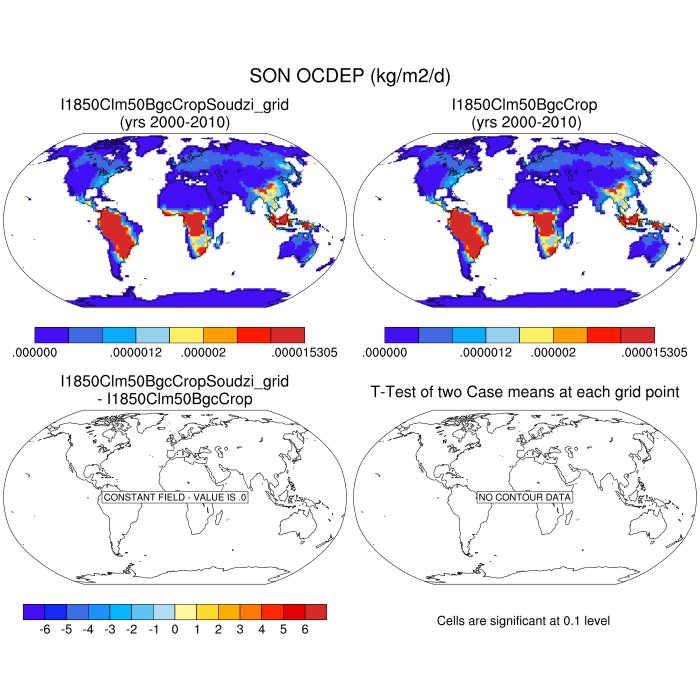 SON OCDEP (kg/m2/d)
I1850Clm50BgcCropSoudzi_grid
(yrs 2000-2010)
I1850Clm50BgcCrop
(yrs 2000-2010)
.000000 .0000012 .000002 .000015305
.000000 .0000012 .000002 .000015305
I1850Clm50BgcCropSoudzi_grid
- I1850Clm50BgcCrop
T-Test of two Case means at each grid point
CONSTANT FIELD - VALUE IS .0
NO CONTOUR DATA
-6 -5 -4 -3 -2 -1 0 1 2 3 4 5 6
Cells are significant at 0.1 level